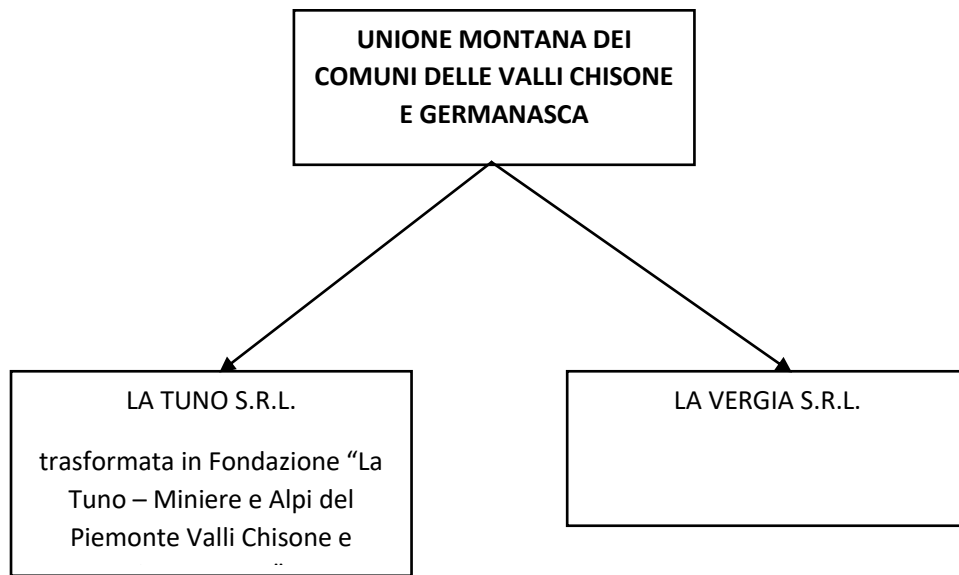 UNIONE MONTANA DEI
COMUNI DELLE VALLI CHISONE
E GERMANASCA
LA TUNO S.R.L.
trasformata in Fondazione “La
Tuno – Miniere e Alpi del
Piemonte Valli Chisone e
LA VERGIA S.R.L.